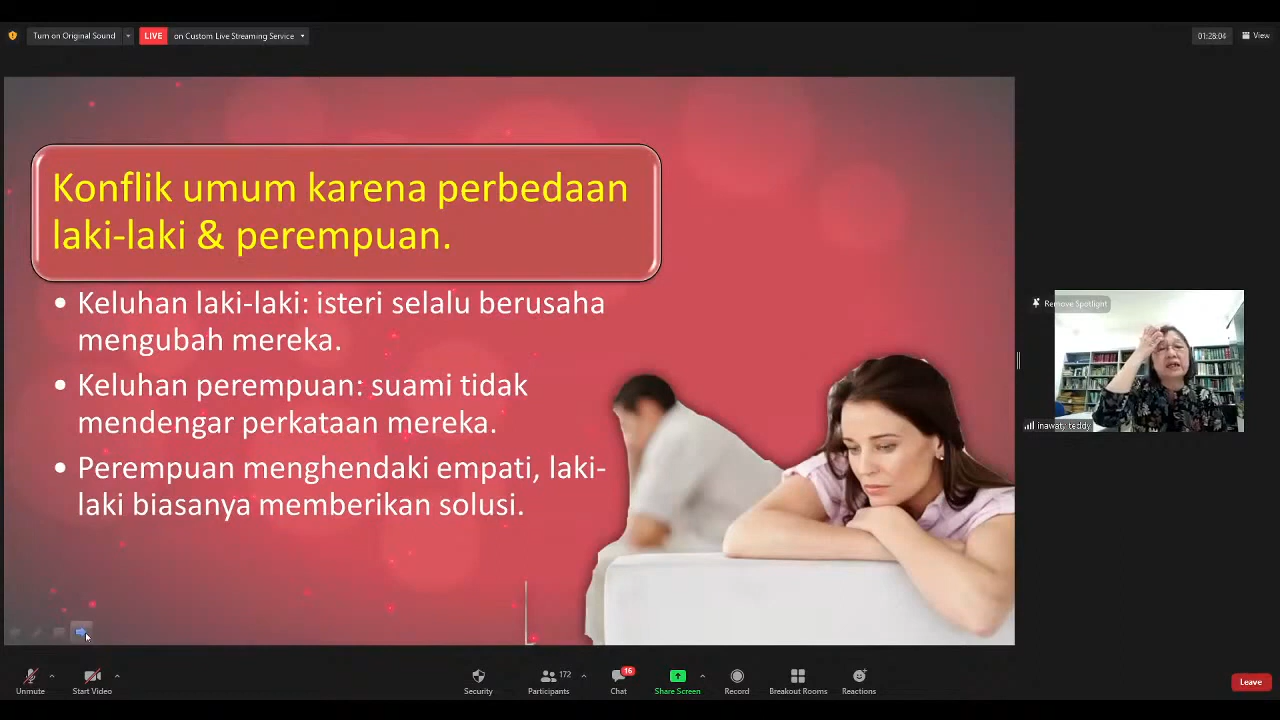 Turn on Original Sound
LIVE
on Custom Live Streaming Service
01:28:04
View
Konflik umum karena perbedaan
laki-laki & perempuan.
• Keluhan laki-laki: isteri selalu berusaha
mengubah mereka.
• Keluhan perempuan: suami tidak
mendengar perkataan mereka.
• Perempuan menghendaki empati, laki-
laki biasanya memberikan solusi.
Remove Spotlight
inawaty teddy
Unmute
Start Video
Security
172
Participants
16
Chat
Share Screen
Record
Breakout Rooms
Reactions
Leave